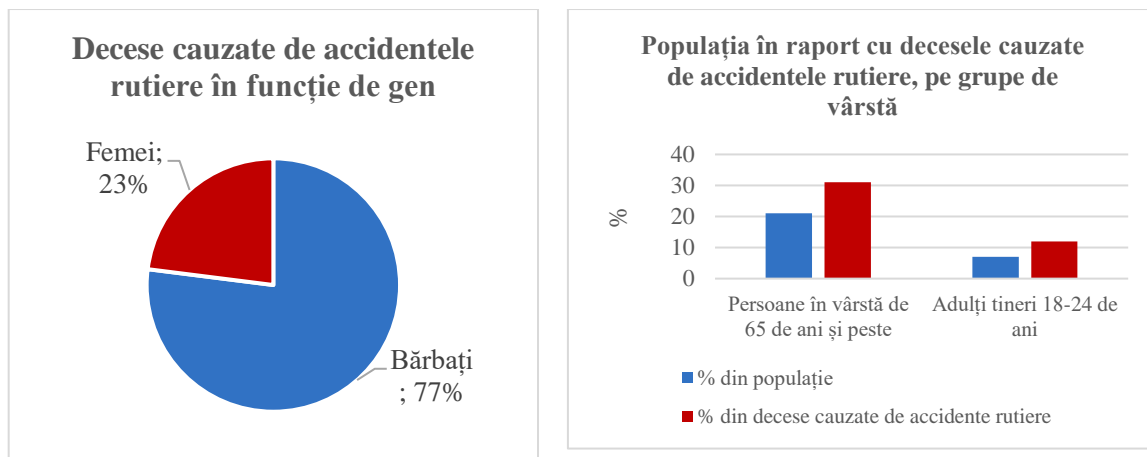 Decese cauzate de accidentele
rutiere în funcție de gen
Femei;
23%
Bărbați
; 77%
Populația în raport cu decesele cauzate
de accidentele rutiere, pe grupe de
vârstă
40
30
20
10
0
%
Persoane în vârstă de
65 de ani și peste
Adulți tineri 18-24 de
ani
% din populație
% din decese cauzate de accidente rutiere